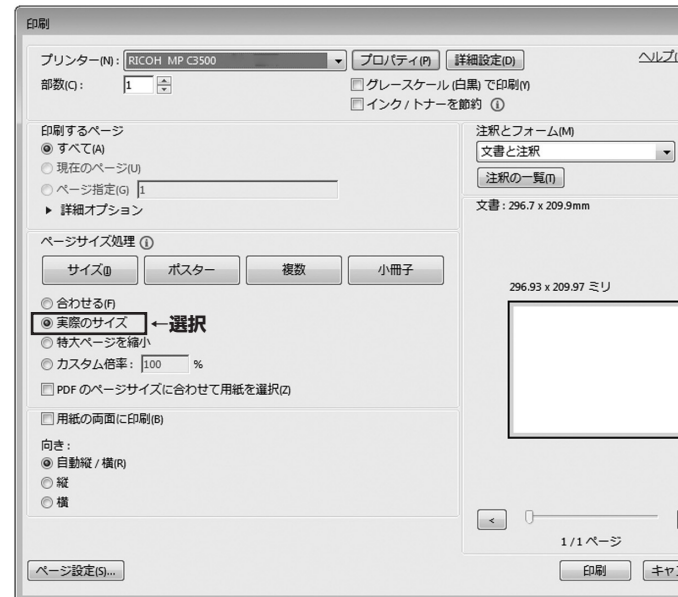 印刷
プリンター(N): RICOH MP C3500 プロパティ(P) 詳細設定(D) ヘルプ(
部数(C): 1 グレースケール (白黒) で印刷(Y)
インク / トナーを節約
印刷するページ
すべて(A)
現在のページ(U)
ページ指定(G) 1
詳細オプション
注釈とフォーム(M)
文書と注釈
注釈の一覧(T)
文書 : 296.7 x 209.9mm
296.93 x 209.97 ミリ
ページサイズ処理
サイズ(I) ポスター 複数 小冊子
合わせる(F)
実際のサイズ ←選択
特大ページを縮小
カスタム倍率 : 100 %
PDF のページサイズに合わせて用紙を選択(Z)
用紙の両面に印刷(B)
向き :
自動縦 / 横(R)
縦
横
<
1 / 1 ページ
ページ設定(S)... 印刷 キャ